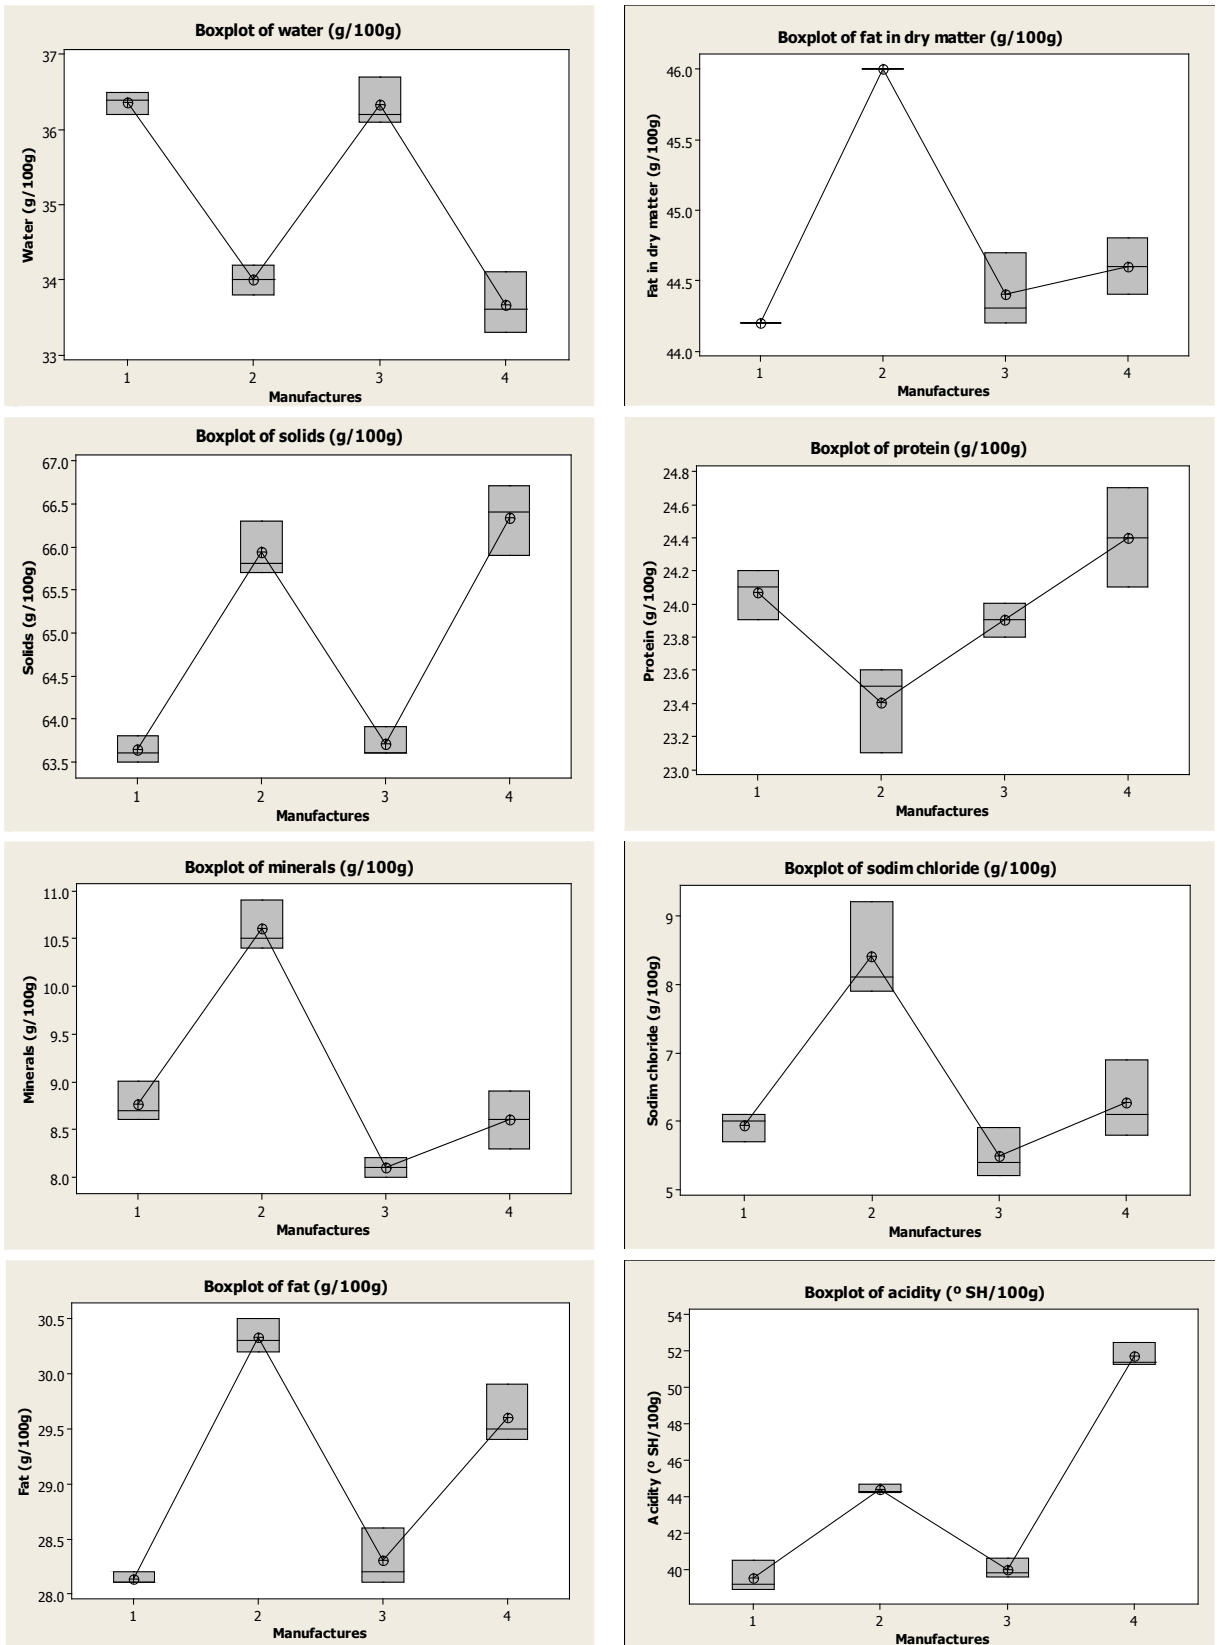 Boxplot of water (g/100g)
37
36
35
34
33
Water (g/100g)
1 2 3 4
Manufactures
Boxplot of fat in dry matter (g/100g)
46.0
45.5
45.0
44.5
44.0
Fat in dry matter (g/100g)
1 2 3 4
Manufactures
Boxplot of solids (g/100g)
67.0
66.5
66.0
65.5
65.0
64.5
64.0
63.5
Solids (g/100g)
1 2 3 4
Manufactures
Boxplot of protein (g/100g)
24.8
24.6
24.4
24.2
24.0
23.8
23.6
23.4
23.2
23.0
Protein (g/100g)
1 2 3 4
Manufactures
Boxplot of minerals (g/100g)
11.0
10.5
10.0
9.5
9.0
8.5
8.0
Minerals (g/100g)
1 2 3 4
Manufactures
Boxplot of sodim chloride (g/100g)
9
8
7
6
5
Sodim chloride (g/100g)
1 2 3 4
Manufactures
Boxplot of fat (g/100g)
30.5
30.0
29.5
29.0
28.5
28.0
Fat (g/100g)
1 2 3 4
Manufactures
Boxplot of acidity (º SH/100g)
54
52
50
48
46
44
42
40
Acidity (º SH/100g)
1 2 3 4
Manufactures